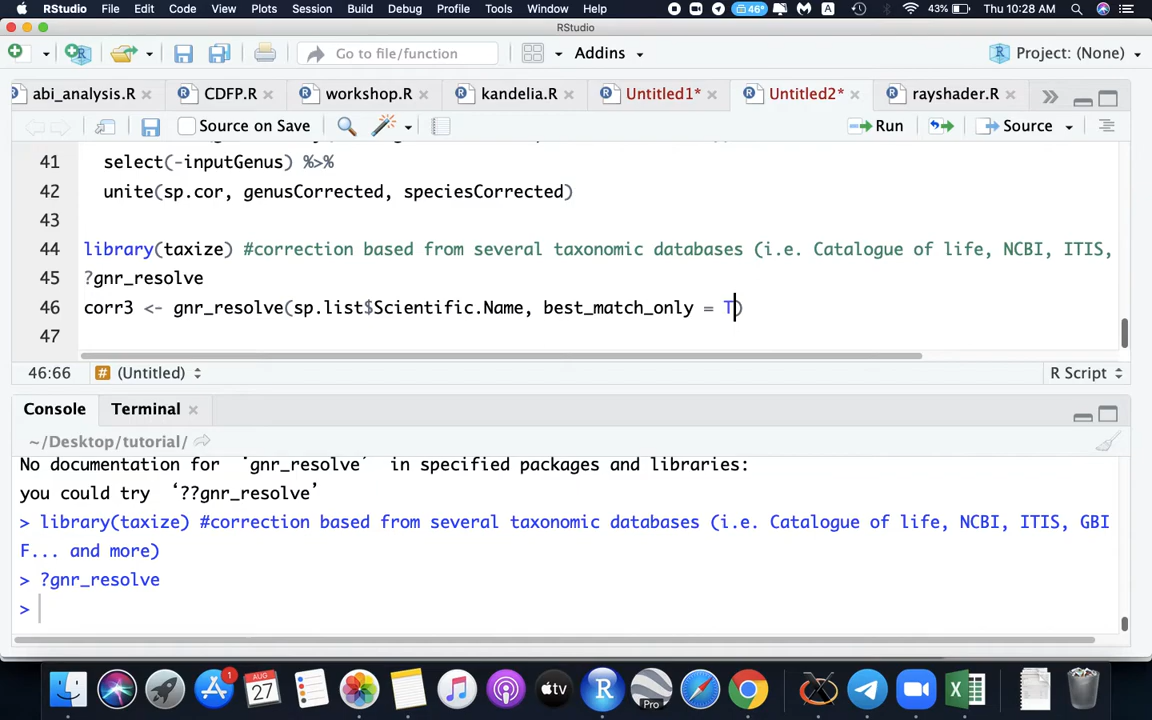 RStudio File Edit Code View Plots Session Build Debug Profile Tools Window Help 46° A 43% Thu 10:28 AM
RStudio
Go to file/function Addins Project: (None)
abi_analysis.R CDFP.R workshop.R kandelia.R Untitled1* Untitled2* rayshader.R
Source on Save Run Source
41 select(-inputGenus) %>%
42 unite(sp.cor, genusCorrected, speciesCorrected)
43
44 library(taxize) #correction based from several taxonomic databases (i.e. Catalogue of life, NCBI, ITIS,
45 ?gnr_resolve
46 corr3 <- gnr_resolve(sp.list$Scientific.Name, best_match_only = T)
47
46:66 # (Untitled) R Script
Console Terminal
~/Desktop/tutorial/
No documentation for ‘gnr_resolve’ in specified packages and libraries:
you could try ‘??gnr_resolve’
> library(taxize) #correction based from several taxonomic databases (i.e. Catalogue of life, NCBI, ITIS, GBI
F... and more)
> ?gnr_resolve
>
1 AUG 27 tv R Pro X